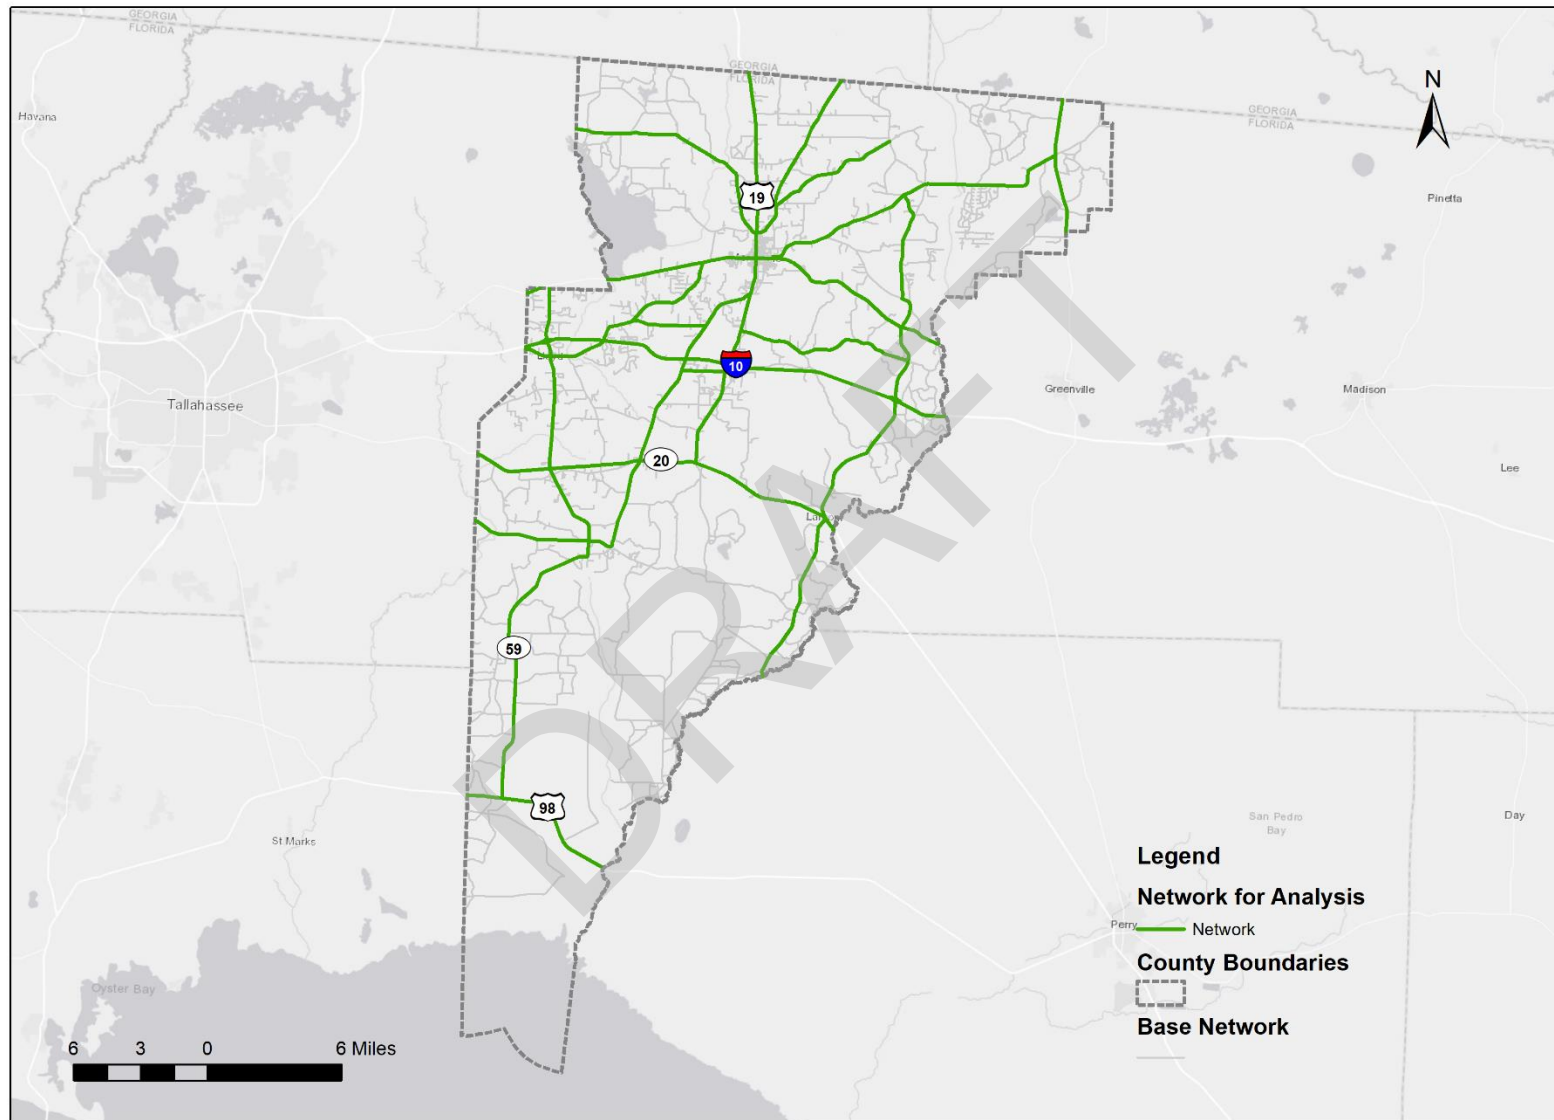 GEORGIA
FLORIDA
GEORGIA
FLORIDA
GEORGIA
FLORIDA
N
Havana
19
Pinetta
10
Greenville
Madison
Tallahassee
20
Lee
DRAFT
59
98
St Marks
San Pedro
Bay
Day
Perry
Oyster Bay
Legend
Network for Analysis
Network
County Boundaries
Base Network
6 3 0 6 Miles